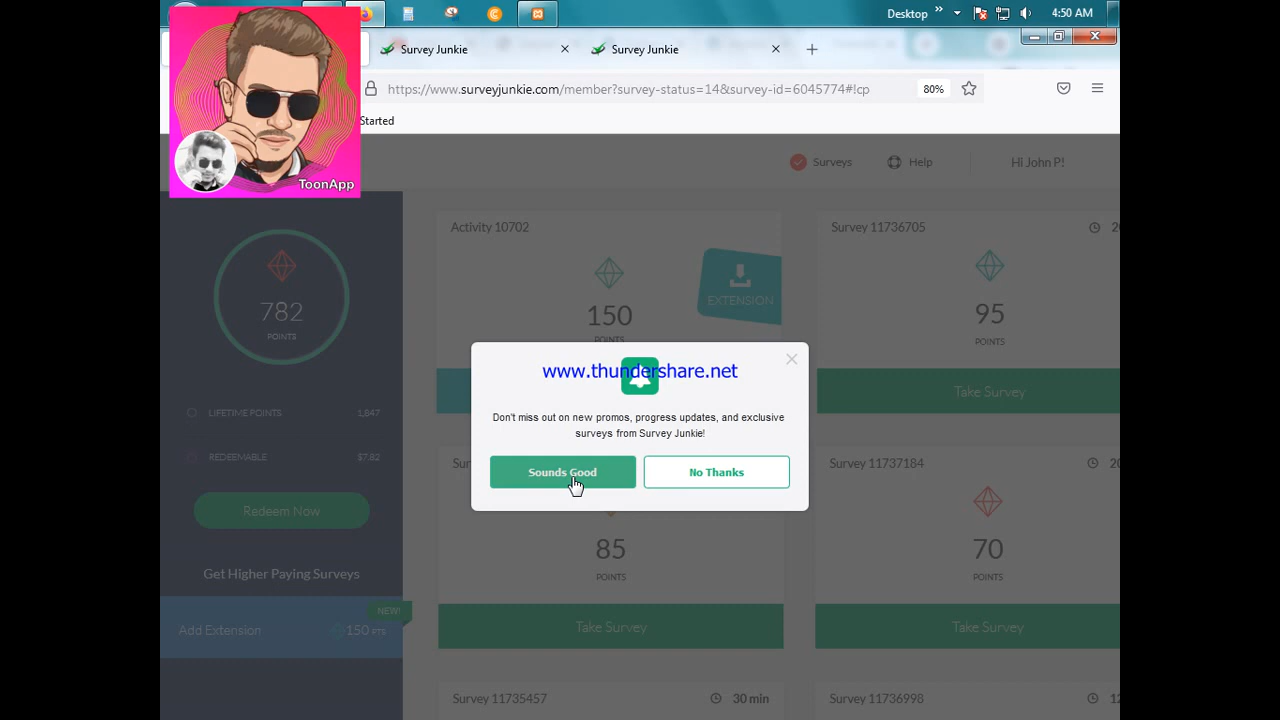 Desktop
4:50 AM
Survey Junkie
Survey Junkie
https://www.surveyjunkie.com/member?survey-status=14&survey-id=6045774#!cp
80%
Started
ToonApp
Surveys
Help
Hi John P!
782
POINTS
LIFETIME POINTS
1,847
REDEEMABLE
$7.82
Redeem Now
Get Higher Paying Surveys
NEW!
Add Extension
150 PTS
Activity 10702
150
POINTS
EXTENSION
Survey 11736705
95
POINTS
Take Survey
www.thundershare.net
Don't miss out on new promos, progress updates, and exclusive
surveys from Survey Junkie!
Sounds Good
No Thanks
85
POINTS
Take Survey
Survey 11737184
70
POINTS
Take Survey
Survey 11735457
30 min
Survey 11736998